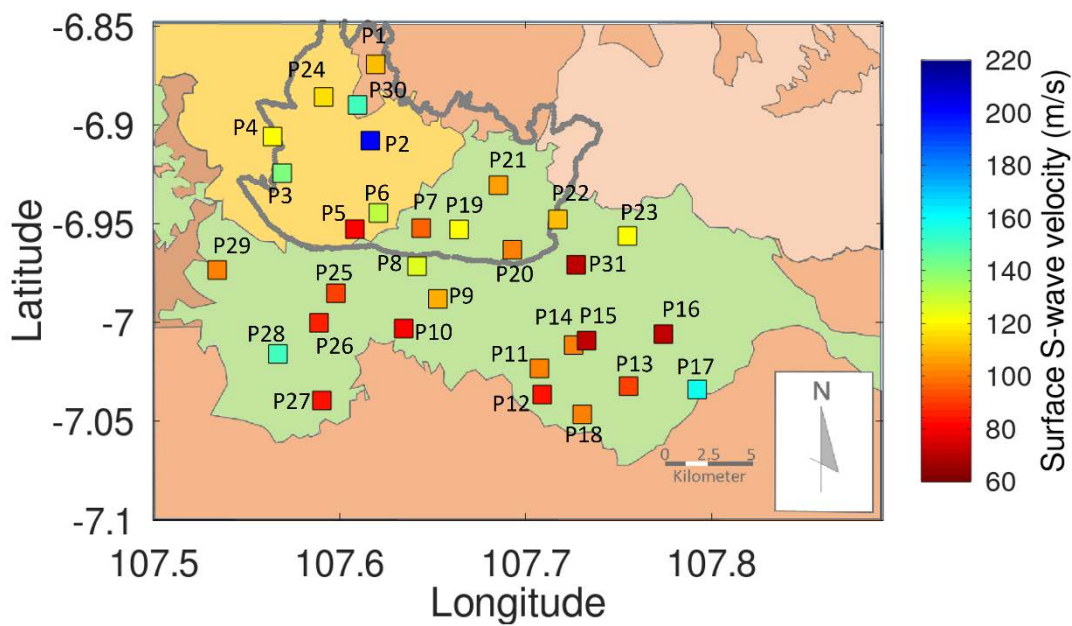 -6.85
-6.9
-6.95
-7
-7.05
-7.1
Latitude
107.5
107.6
107.7
107.8
Longitude
P1
P24
P30
P4
P2
P3
P21
P6
P7
P19
P22
P23
P5
P29
P8
P20
P31
P25
P9
P26
P10
P14
P15
P16
P28
P11
P13
P17
P27
P12
P18
N
0 2.5 5
Kilometer
220
200
180
160
140
120
100
80
60
Surface S-wave velocity (m/s)